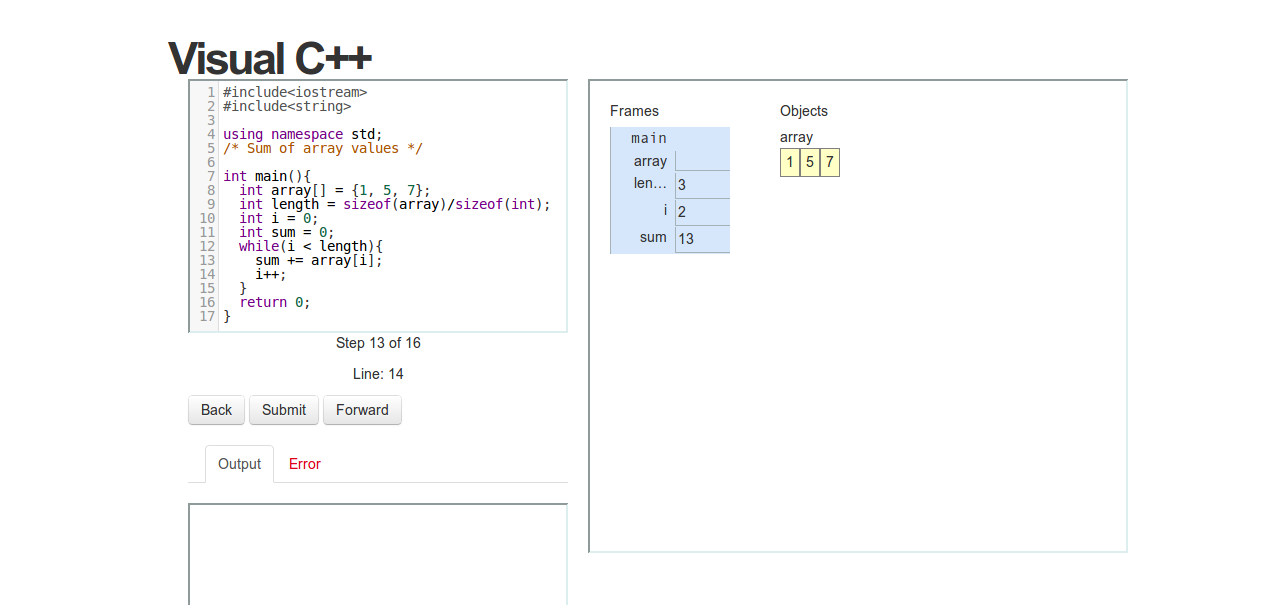 Visual C++
1 #include<iostream>
2 #include<string>
3
4 using namespace std;
5 /* Sum of array values */
6
7 int main(){
8   int array[] = {1, 5, 7};
9   int length = sizeof(array)/sizeof(int);
10   int i = 0;
11   int sum = 0;
12   while(i < length){
13     sum += array[i];
14     i++;
15   }
16   return 0;
17 }
Step 13 of 16
Line: 14
Back Submit Forward
Output Error
Frames
main
array
len... 3
i 2
sum 13
Objects
array
1 5 7